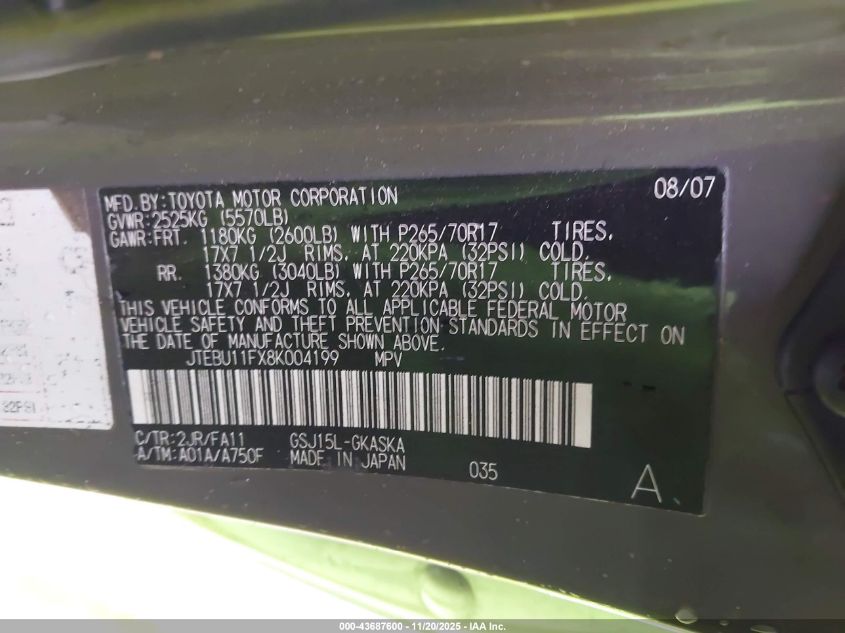 MFD. BY: TOYOTA MOTOR CORPORATION 08/07
GVWR: 2525KG (5570LB)
GAWR: FRT. 1180KG (2600LB) WITH P265/70R17 TIRES,
17X7 1/2J RIMS, AT 220KPA (32PSI) COLD.
RR. 1380KG (3040LB) WITH P265/70R17 TIRES,
17X7 1/2J RIMS, AT 220KPA (32PSI) COLD.
THIS VEHICLE CONFORMS TO ALL APPLICABLE FEDERAL MOTOR
VEHICLE SAFETY AND THEFT PREVENTION STANDARDS IN EFFECT ON
THE DATE OF MANUFACTURE SHOWN ABOVE.
JTEBU11FX8K004199 MPV
C/TR: 2JR/FA11 GSJ15L-GKASKA
A/TM: A01A/A750F MADE IN JAPAN 035
A
000-43687600 - 11/20/2025 - IAA Inc.